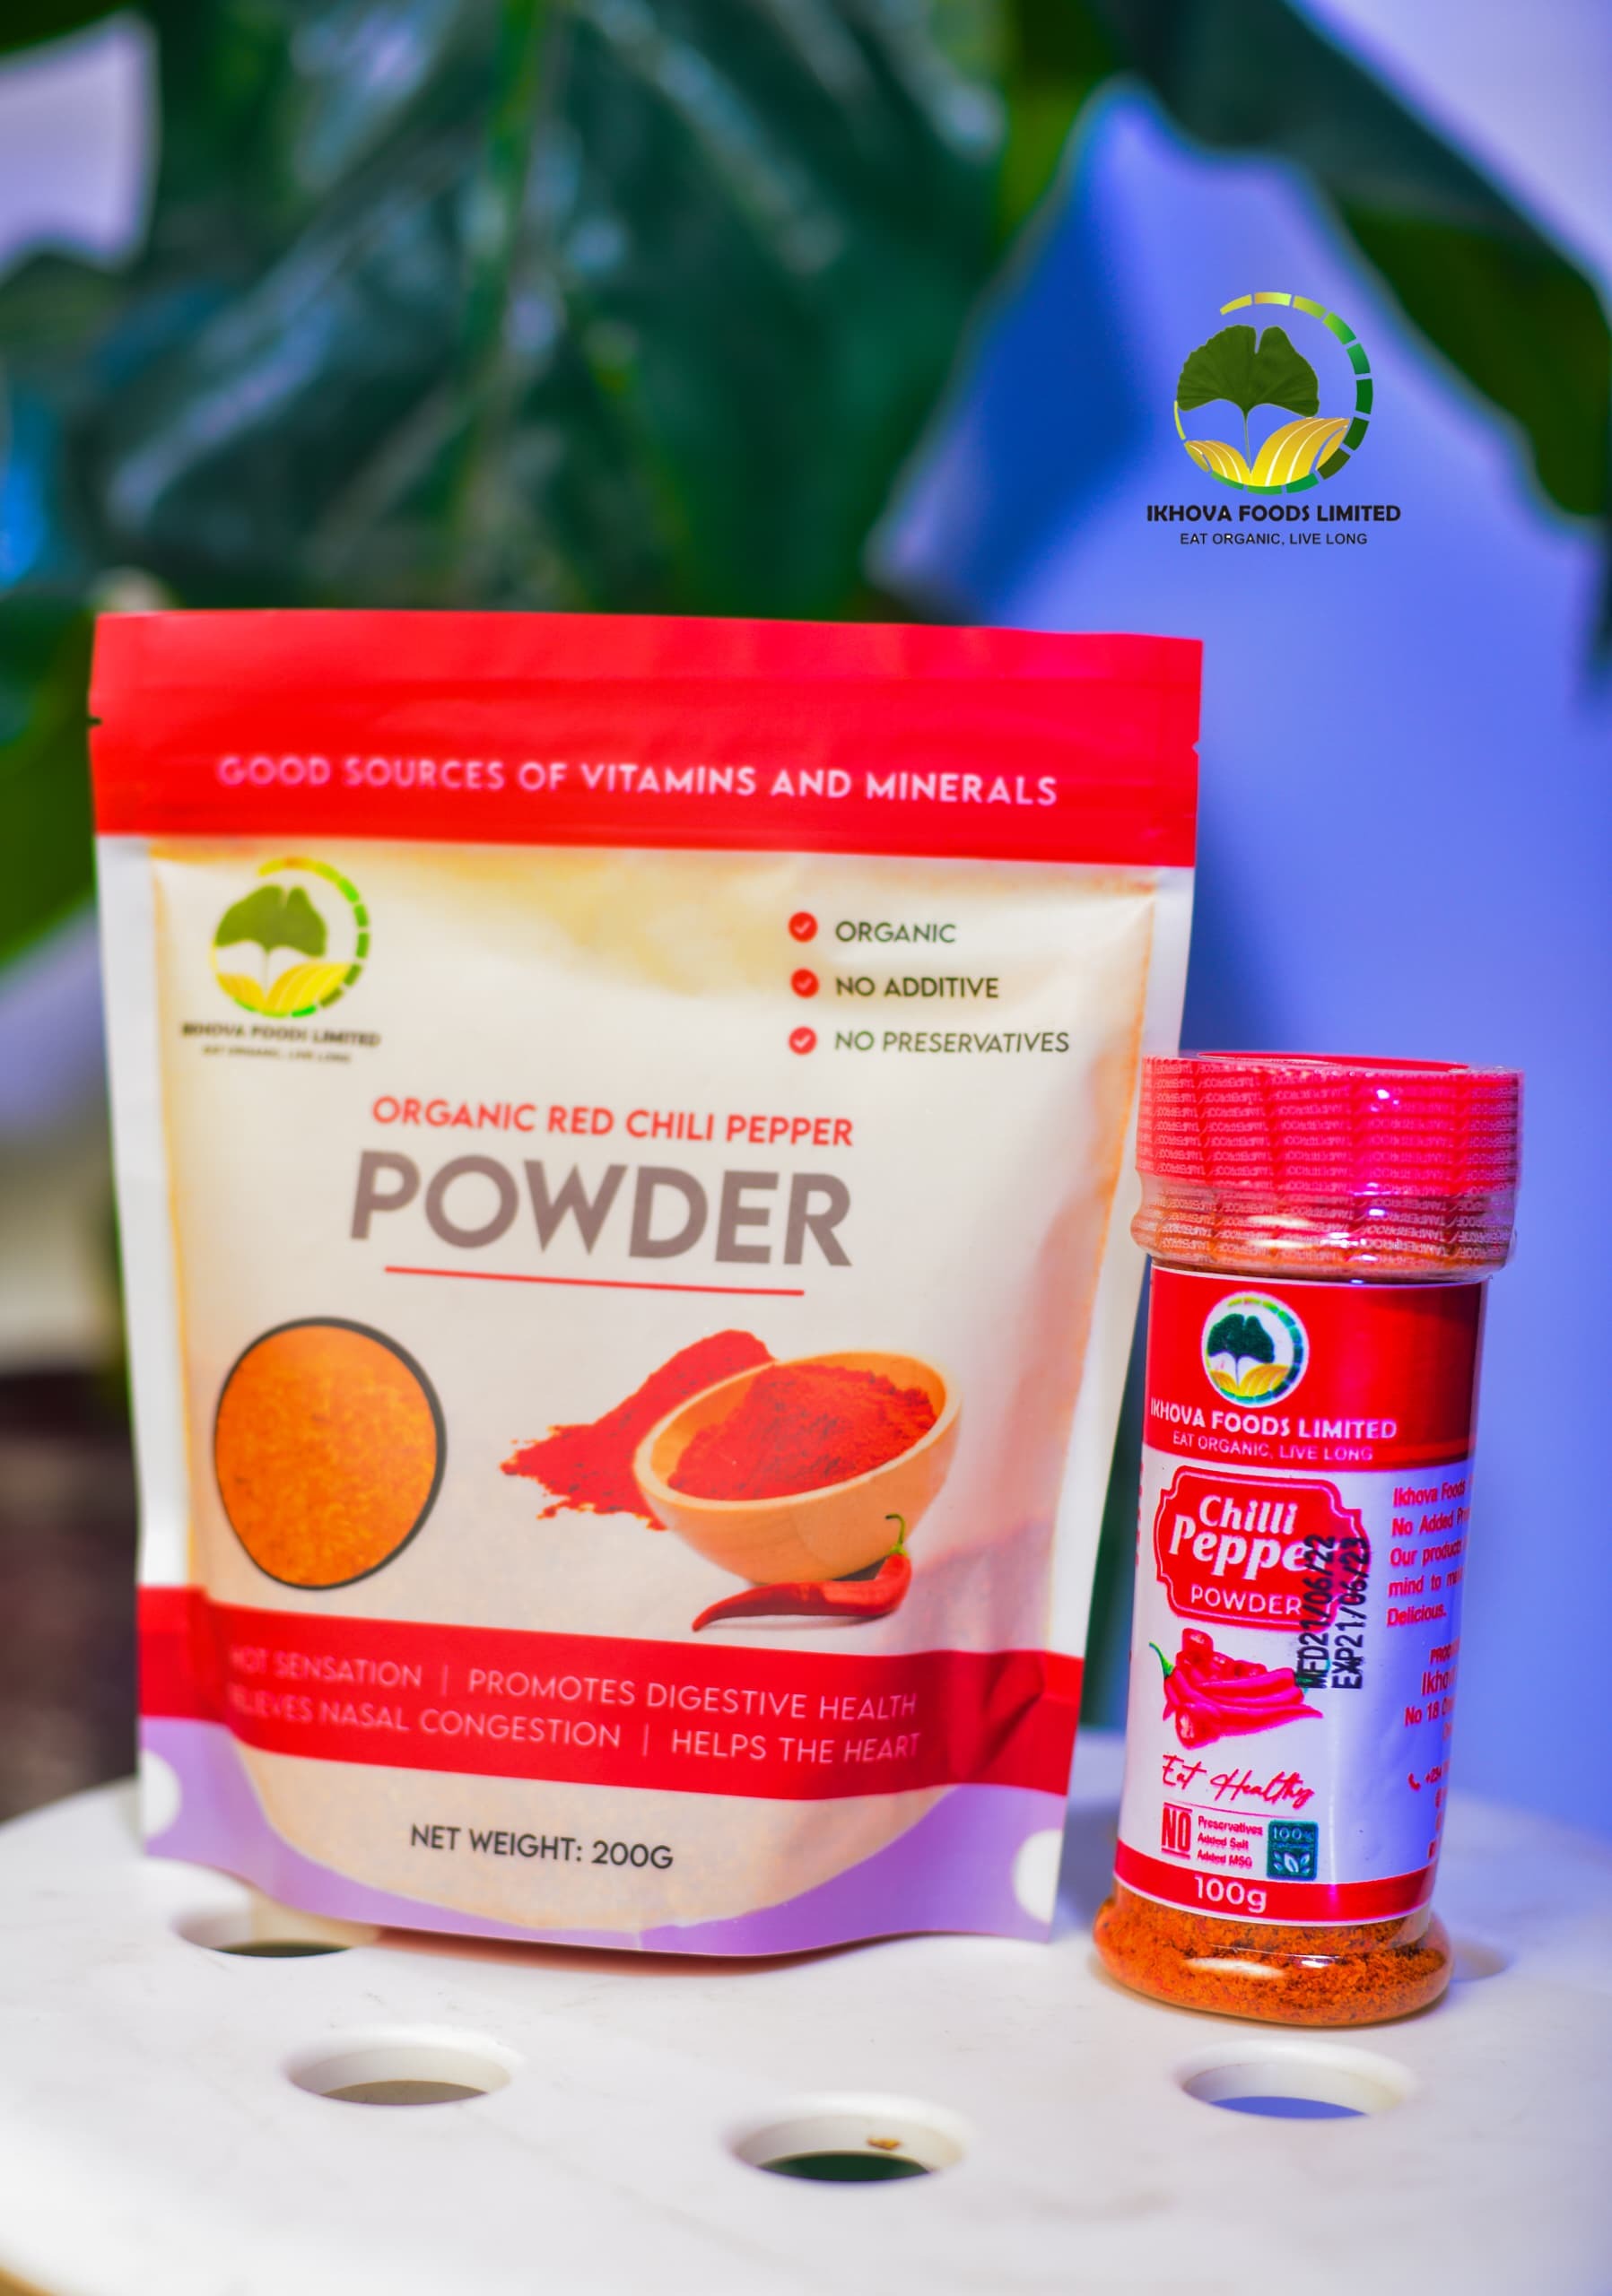 IKHOVA FOODS LIMITED
EAT ORGANIC, LIVE LONG
GOOD SOURCES OF VITAMINS AND MINERALS
IKHOVA FOODS LIMITED
EAT ORGANIC, LIVE LONG
ORGANIC
NO ADDITIVE
NO PRESERVATIVES
ORGANIC RED CHILI PEPPER
POWDER
HOT SENSATION | PROMOTES DIGESTIVE HEALTH
NASAL CONGESTION | HELPS THE HEART
NET WEIGHT: 200G
IKHOVA FOODS LIMITED
EAT ORGANIC, LIVE LONG
Chilli
Peppe
POWDER
MFD21/06/22
EXP21/06/23
Eat Healthy
NO
Preservatives
Added Salt
Added MSG
100%
100g
Ikhova Foods
No Added
Our product
mind to
Delicious.
No 18